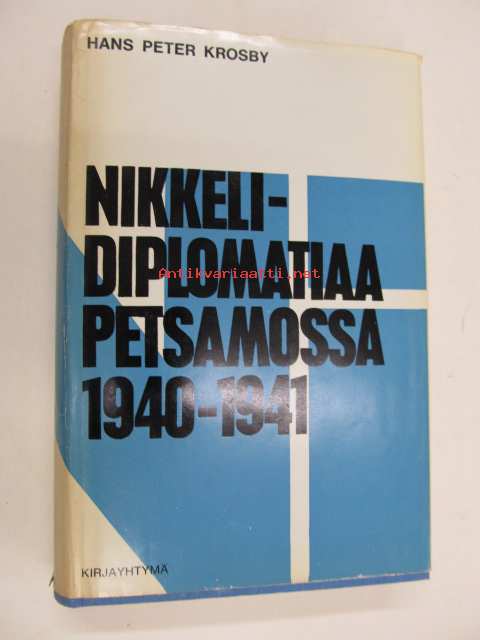 HANS PETER KROSBY
NIKKELI-
DIPLOMATIAA
Antikvariaatti.net
PETSAMOSSA
1940-1941
KIRJAYHTYMÄ